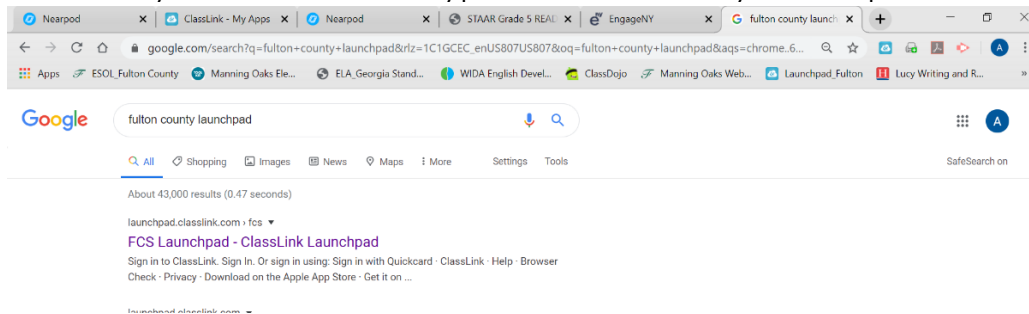 Nearpod
ClassLink - My Apps
Nearpod
STAAR Grade 5 READ
EngageNY
fulton county launch
google.com/search?q=fulton+county+launchpad&rlz=1C1GCEC_enUS807US807&oq=fulton+county+launchpad&aqs=chrome..6...
A
Apps
ESOL_Fulton County
Manning Oaks Ele...
ELA_Georgia Stand...
WIDA English Devel...
ClassDojo
Manning Oaks Web...
Launchpad_Fulton
H Lucy Writing and R...
Google
fulton county launchpad
A
All Shopping Images News Maps More Settings Tools
SafeSearch on
About 43,000 results (0.47 seconds)
launchpad.classlink.com › fcs
FCS Launchpad - ClassLink Launchpad
Sign in to ClassLink. Sign In. Or sign in using: Sign in with Quickcard · ClassLink · Help · Browser
Check · Privacy · Download on the Apple App Store · Get it on ...